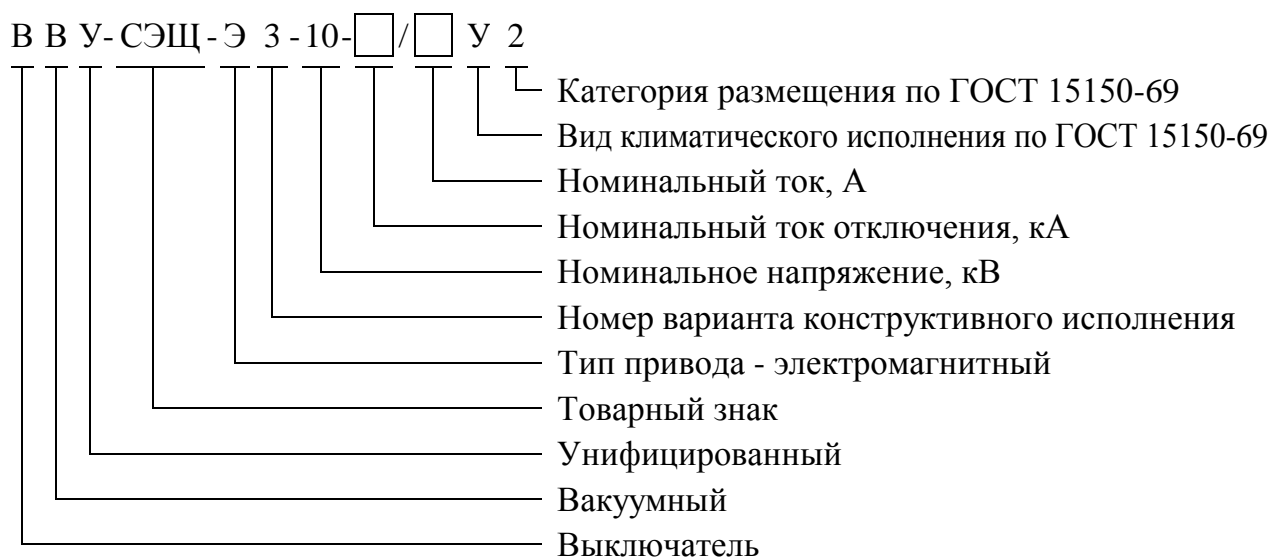 В В У- СЭЩ - Э 3 - 10- / У 2
Категория размещения по ГОСТ 15150-69
Вид климатического исполнения по ГОСТ 15150-69
Номинальный ток, А
Номинальный ток отключения, кА
Номинальное напряжение, кВ
Номер варианта конструктивного исполнения
Тип привода - электромагнитный
Товарный знак
Унифицированный
Вакуумный
Выключатель